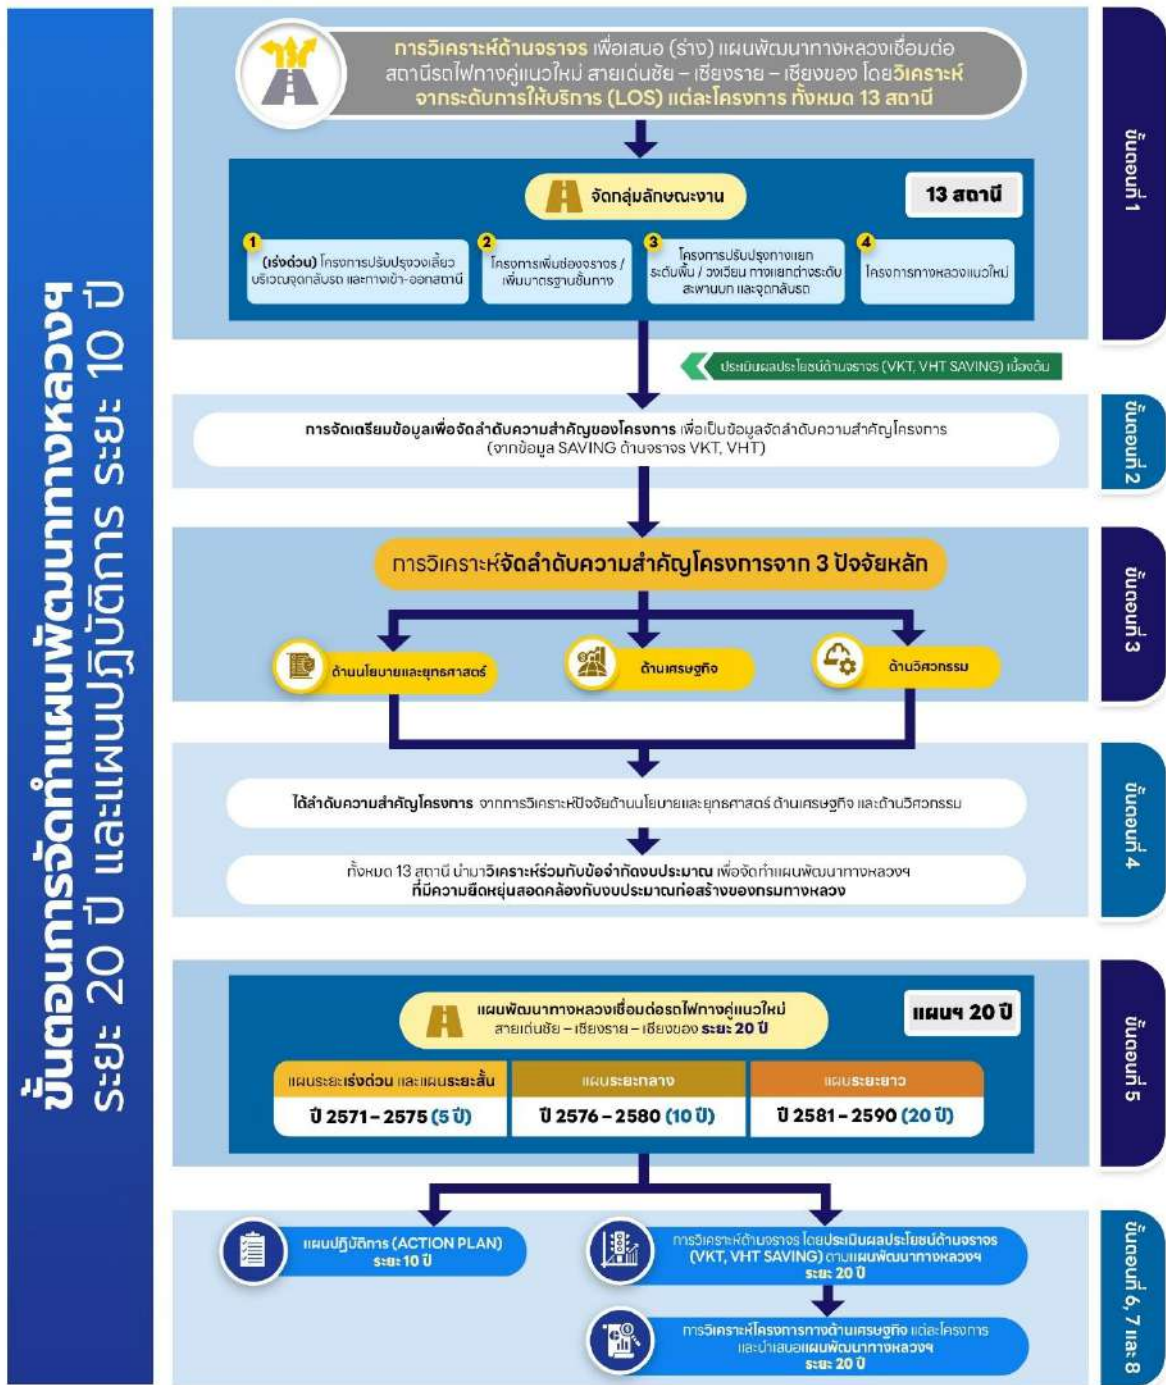 ขั้นตอนการจัดทำแผนพัฒนาทางหลวงฯ
ระยะ 20 ปี และแผนปฏิบัติการ ระยะ 10 ปี
การวิเคราะห์ด้านจราจร เพื่อเสนอ (ร่าง) แผนพัฒนาทางหลวงเชื่อมต่อ
สถานีรถไฟทางคู่แนวใหม่ สายเด่นชัย – เชียงราย – เชียงของ โดยวิเคราะห์
จากระดับการให้บริการ (LOS) แต่ละโครงการ ทั้งหมด 13 สถานี
ขั้นตอนที่ 1
จัดกลุ่มลักษณะงาน
13 สถานี
1
(เร่งด่วน) โครงการปรับปรุงวงเลี้ยว
บริเวณจุดกลับรถ และทางเข้า-ออกสถานี
2
โครงการเพิ่มช่องจราจร /
เพิ่มมาตรฐานชั้นทาง
3
โครงการปรับปรุงทางแยก
ระดับพื้น / วงเวียน ทางแยกต่างระดับ
สะพานบก และจุดกลับรถ
4
โครงการทางหลวงแนวใหม่
ประเมินผลประโยชน์ด้านจราจร (VKT, VHT SAVING) เบื้องต้น
การจัดเตรียมข้อมูลเพื่อจัดลำดับความสำคัญของโครงการ เพื่อเป็นข้อมูลจัดลำดับความสำคัญโครงการ
(จากข้อมูล SAVING ด้านจราจร VKT, VHT)
ขั้นตอนที่ 2
การวิเคราะห์จัดลำดับความสำคัญโครงการจาก 3 ปัจจัยหลัก
ด้านนโยบายและยุทธศาสตร์
ด้านเศรษฐกิจ
ด้านวิศวกรรม
ขั้นตอนที่ 3
ได้ลำดับความสำคัญโครงการ จากการวิเคราะห์ปัจจัยด้านนโยบายและยุทธศาสตร์ ด้านเศรษฐกิจ และด้านวิศวกรรม
ทั้งหมด 13 สถานี นำมาวิเคราะห์ร่วมกับข้อจำกัดงบประมาณ เพื่อจัดทำแผนพัฒนาทางหลวงฯ
ที่มีความยืดหยุ่นสอดคล้องกับงบประมาณก่อสร้างของกรมทางหลวง
ขั้นตอนที่ 4
แผนพัฒนาทางหลวงเชื่อมต่อรถไฟทางคู่แนวใหม่
สายเด่นชัย – เชียงราย – เชียงของ ระยะ 20 ปี
แผนฯ 20 ปี
แผนระยะเร่งด่วน และแผนระยะสั้น
ปี 2571 – 2575 (5 ปี)
แผนระยะกลาง
ปี 2576 – 2580 (10 ปี)
แผนระยะยาว
ปี 2581 – 2590 (20 ปี)
ขั้นตอนที่ 5
แผนปฏิบัติการ (ACTION PLAN)
ระยะ 10 ปี
การวิเคราะห์ด้านจราจร โดยประเมินผลประโยชน์ด้านจราจร
(VKT, VHT SAVING) ตามแผนพัฒนาทางหลวงฯ
ระยะ 20 ปี
การวิเคราะห์โครงการทางด้านเศรษฐกิจ แต่ละโครงการ
และนำเสนอแผนพัฒนาทางหลวงฯ
ระยะ 20 ปี
ขั้นตอนที่ 6, 7 และ 8